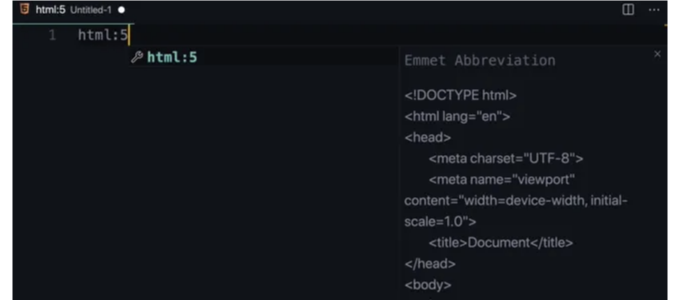 html:5 Untitled-1
1 html:5
html:5
Emmet Abbreviation
<!DOCTYPE html>
<html lang="en">
<head>
<meta charset="UTF-8">
<meta name="viewport"
content="width=device-width, initial-
scale=1.0">
<title>Document</title>
</head>
<body>